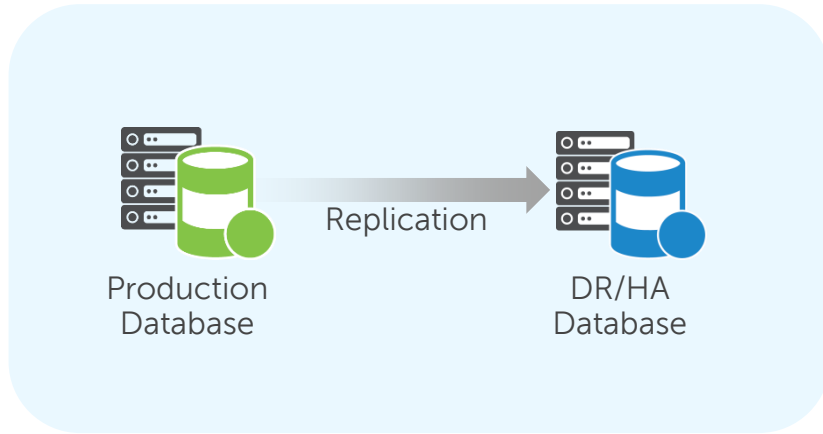 Replication
Production
Database
DR/HA
Database